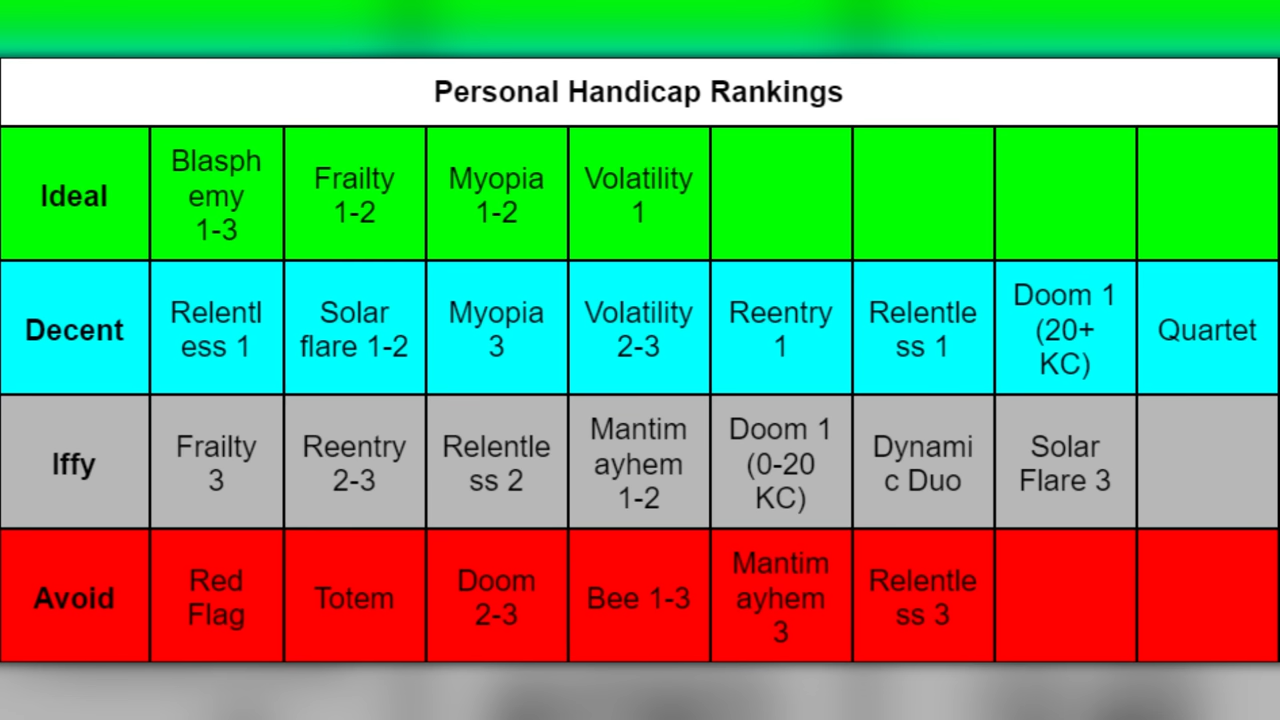 Personal Handicap Rankings
Ideal
Blasph
emy
1-3
Frailty
1-2
Myopia
1-2
Volatility
1
Decent
Relentl
ess 1
Solar
flare 1-2
Myopia
3
Volatility
2-3
Reentry
1
Relentle
ss 1
Doom 1
(20+
KC)
Quartet
Iffy
Frailty
3
Reentry
2-3
Relentle
ss 2
Mantim
ayhem
1-2
Doom 1
(0-20
KC)
Dynami
c Duo
Solar
Flare 3
Avoid
Red
Flag
Totem
Doom
2-3
Bee 1-3
Mantim
ayhem
3
Relentle
ss 3